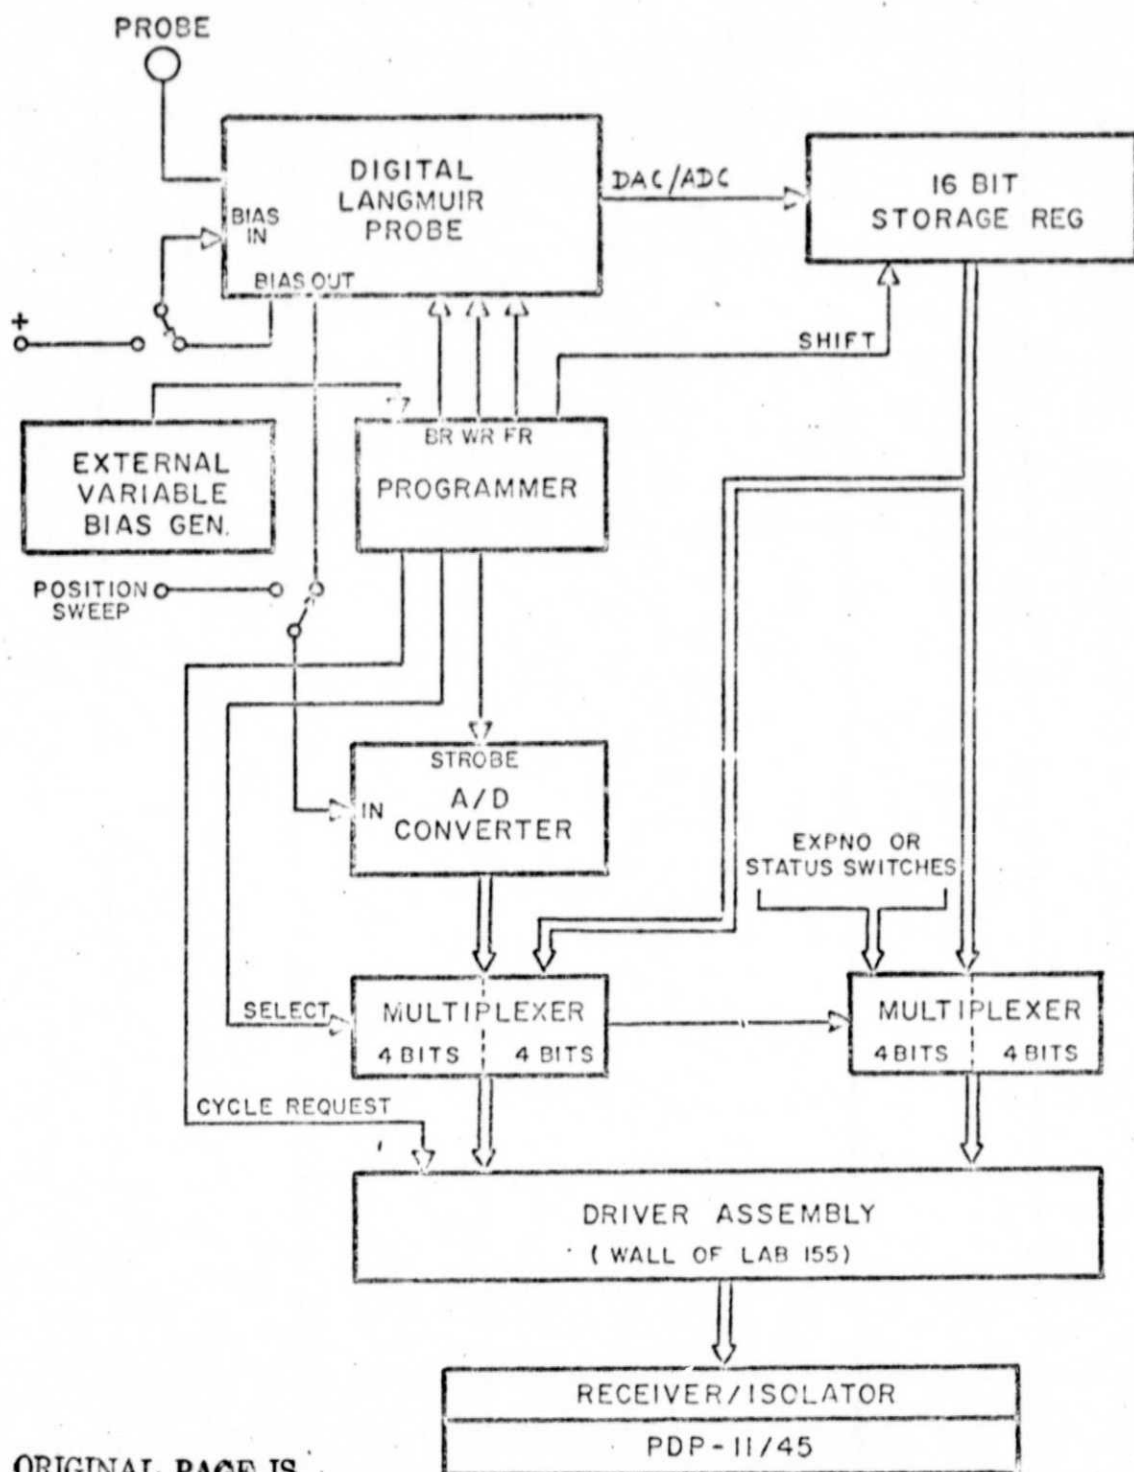 PROBE
DIGITAL
LANGMUIR
PROBE
BIAS
IN
BIAS OUT
DAC/ADC
16 BIT
STORAGE REG
+
SHIFT
EXTERNAL
VARIABLE
BIAS GEN.
BR WR FR
PROGRAMMER
POSITION
SWEEP
STROBE
IN
A/D
CONVERTER
EXPNO OR
STATUS SWITCHES
SELECT
MULTIPLEXER
4 BITS
4 BITS
MULTIPLEXER
4 BITS
4 BITS
CYCLE REQUEST
DRIVER ASSEMBLY
( WALL OF LAB 155)
RECEIVER/ISOLATOR
PDP-11/45
ORIGINAL PAGE IS